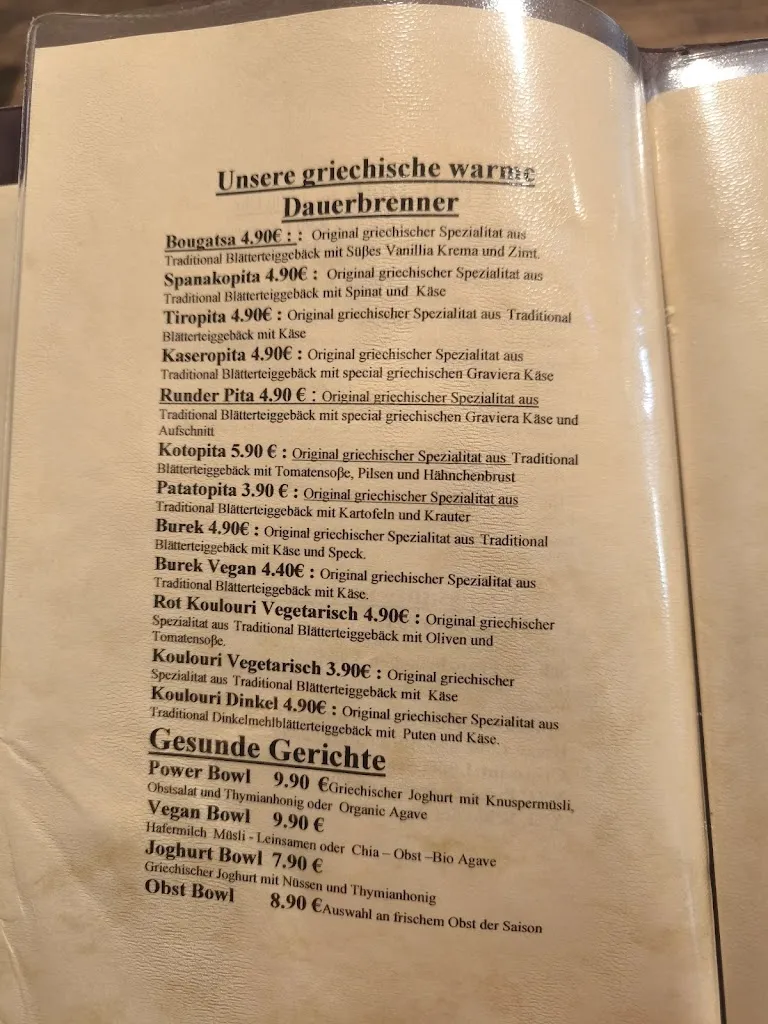 Unsere griechische warme
Dauerbrenner
Bougatsa 4.90€ : : Original griechischer Spezialitat aus
Traditional Blätterteiggebäck mit Süßes Vanillia Krema und Zimt.
Spanakopita 4.90€ : Original griechischer Spezialitat aus
Traditional Blätterteiggebäck mit Spinat und Käse
Tiropita 4.90€ : Original griechischer Spezialitat aus Traditional
Blätterteiggebäck mit Käse
Kaseropita 4.90€ : Original griechischer Spezialitat aus
Traditional Blätterteiggebäck mit special griechischen Graviera Käse
Runder Pita 4.90 € : Original griechischer Spezialitat aus
Traditional Blätterteiggebäck mit special griechischen Graviera Käse und
Aufschnitt
Kotopita 5.90 € : Original griechischer Spezialitat aus Traditional
Blätterteiggebäck mit Tomatensoße, Pilsen und Hähnchenbrust
Patatopita 3.90 € : Original griechischer Spezialitat aus
Traditional Blätterteiggebäck mit Kartofeln und Krauter
Burek 4.90€ : Original griechischer Spezialitat aus Traditional
Blätterteiggebäck mit Käse und Speck.
Burek Vegan 4.40€ : Original griechischer Spezialitat aus
Traditional Blätterteiggebäck mit Käse.
Rot Koulouri Vegetarisch 4.90€ : Original griechischer
Spezialitat aus Traditional Blätterteiggebäck mit Oliven und
Tomatensoße.
Koulouri Vegetarisch 3.90€ : Original griechischer
Spezialitat aus Traditional Blätterteiggebäck mit Käse
Koulouri Dinkel 4.90€ : Original griechischer Spezialitat aus
Traditional Dinkelmehlblätterteiggebäck mit Puten und Käse.
Gesunde Gerichte
Power Bowl 9.90 €Griechischer Joghurt mit Knuspermüsli,
Obstsalat und Thymianhonig oder Organic Agave
Vegan Bowl 9.90 €
Hafermilch Müsli - Leinsamen oder Chia – Obst –Bio Agave
Joghurt Bowl 7.90 €
Griechischer Joghurt mit Nüssen und Thymianhonig
Obst Bowl 8.90 €Auswahl an frischem Obst der Saison